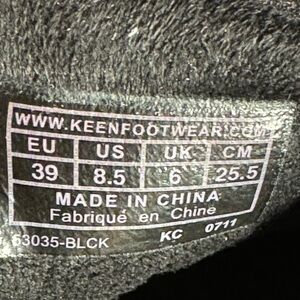 WWW.KEENFOOTWEAR.COM
EU US UK CM
39 8.5 6 25.5
MADE IN CHINA
Fabriqué en Chine
53035-BLCK KC 0711